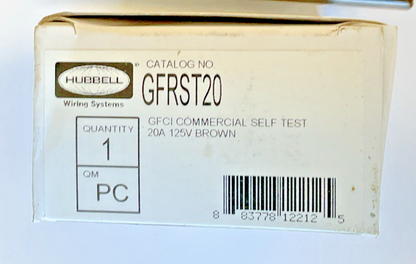 HUBBELL
Wiring Systems
CATALOG NO
GFRST20
GFCI COMMERCIAL SELF TEST
20A 125V BROWN
QUANTITY
1
QM
PC
8 83778 12212 5